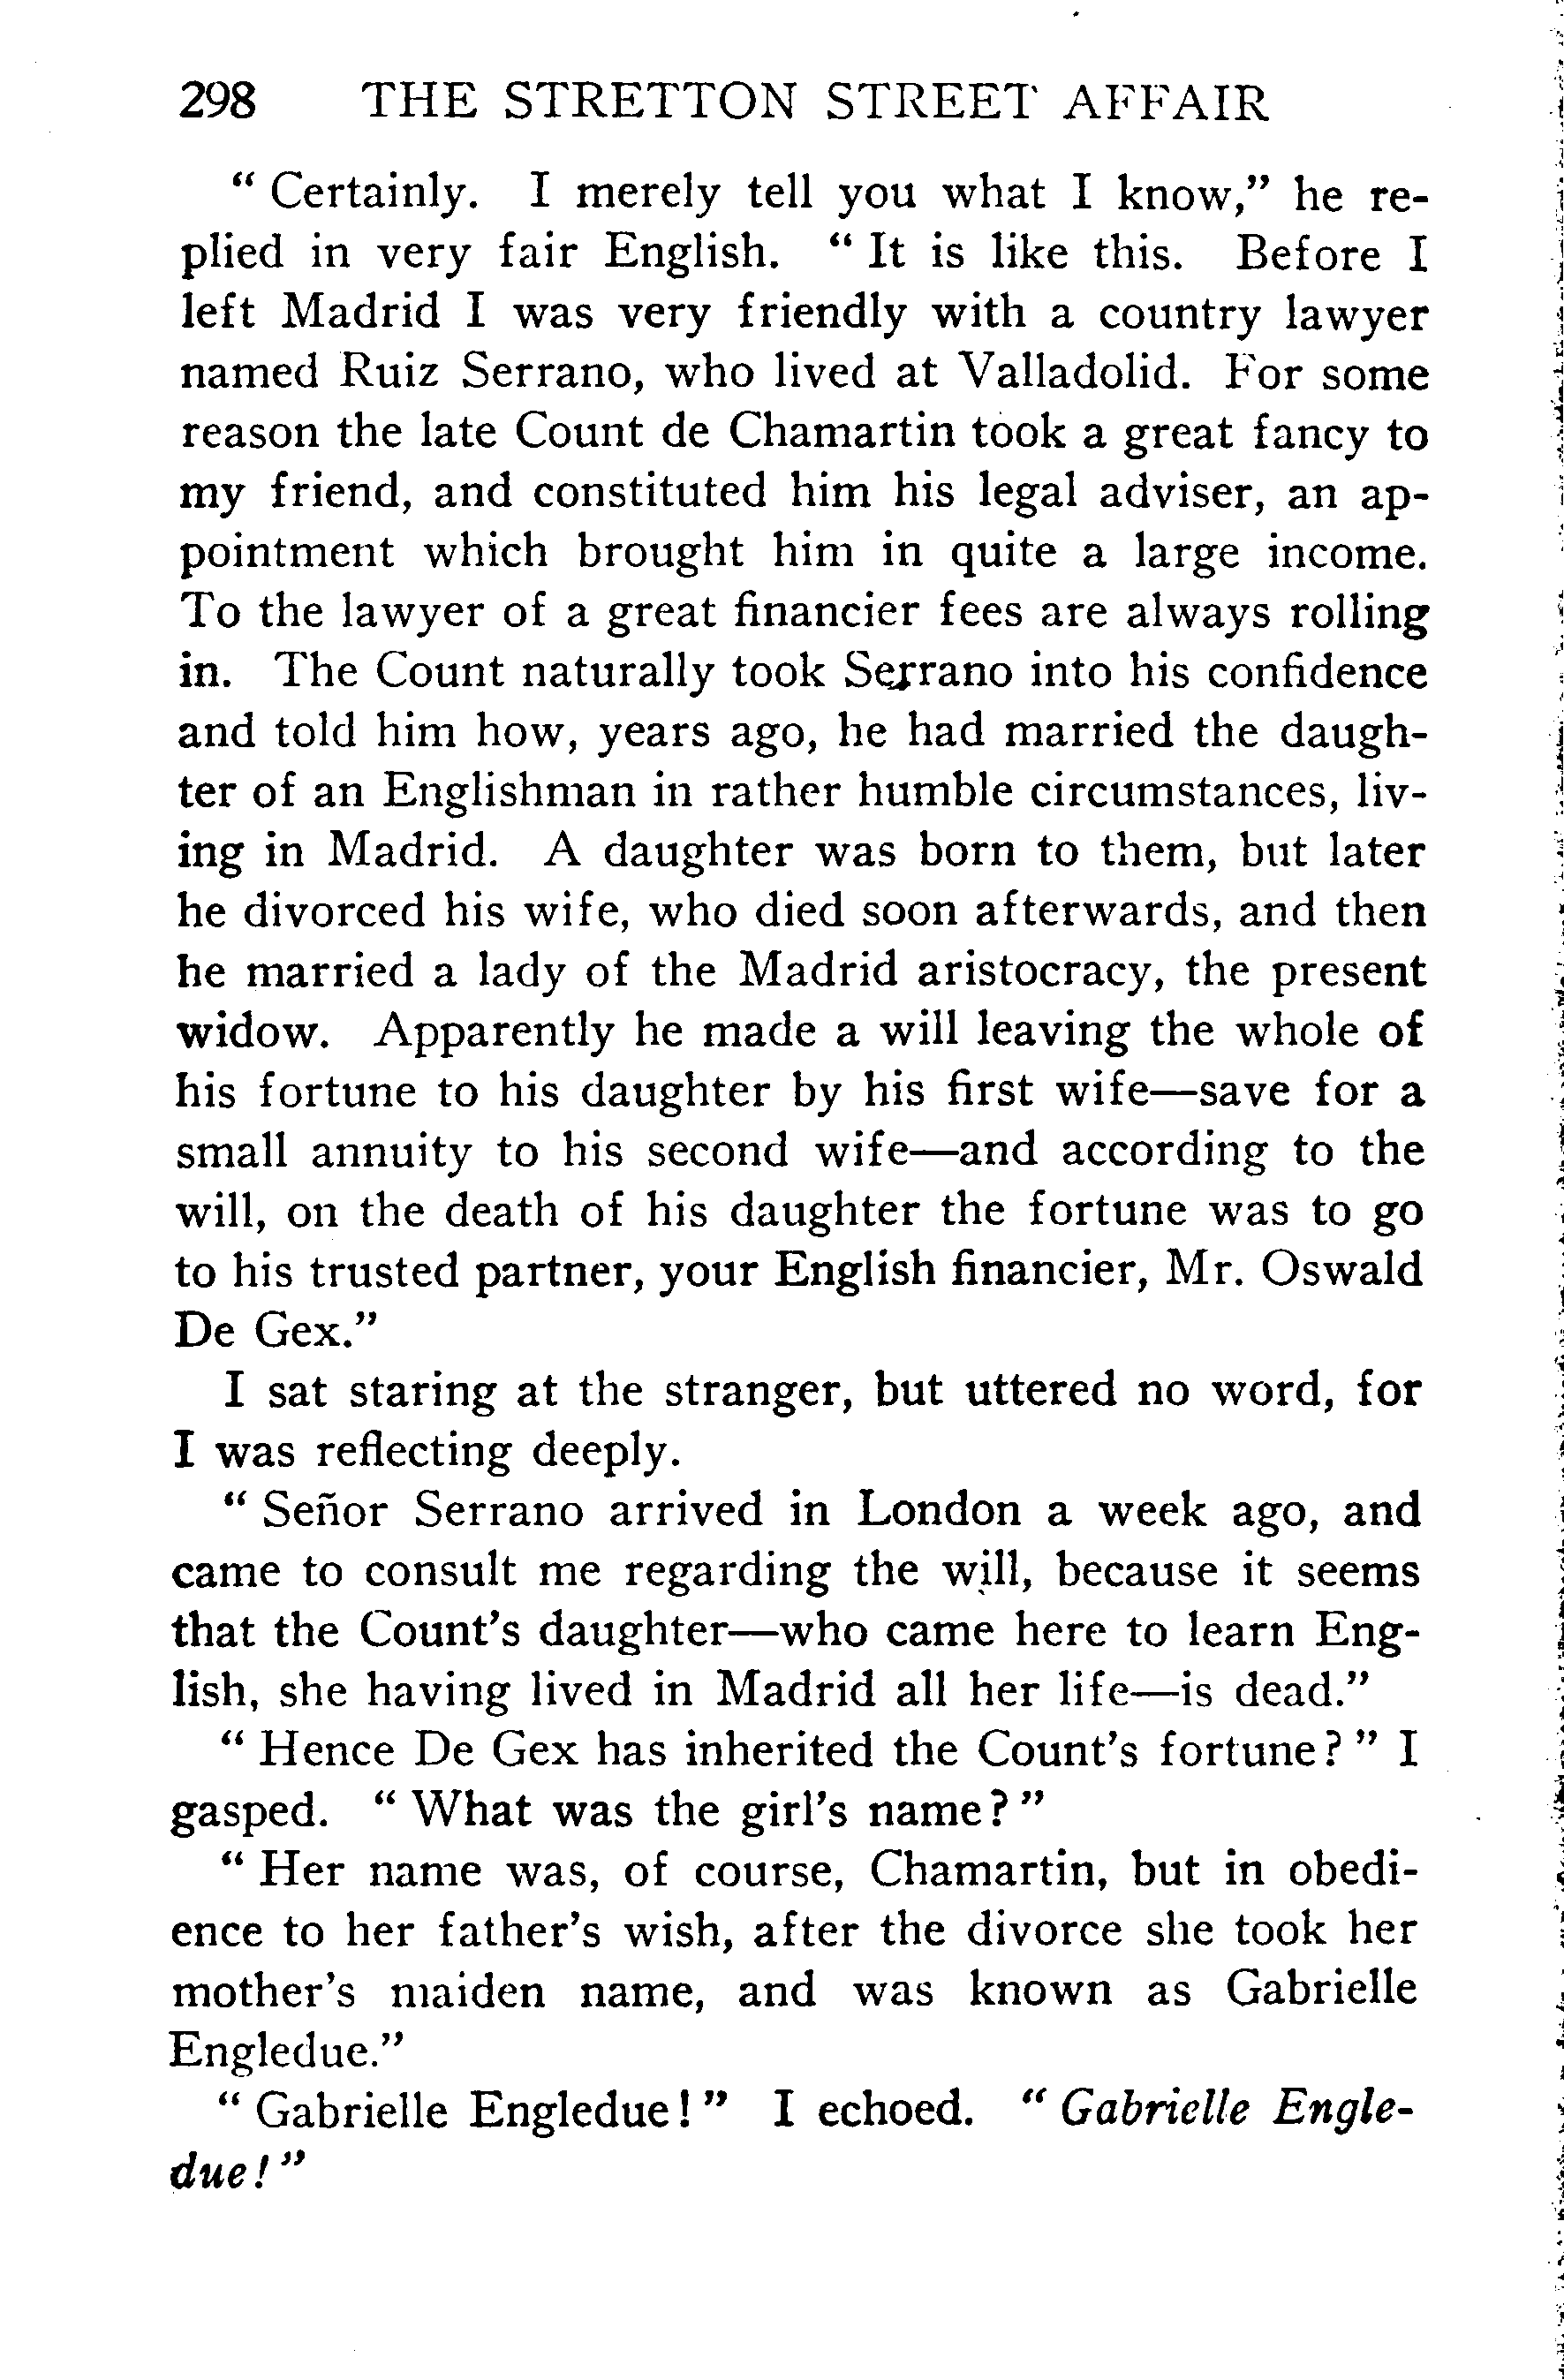 298 THE STRETTON STREET AFFAIR
“ Certainly. I merely tell you what I know,” he re-
plied in very fair English. “ It is like this. Before I
left Madrid I was very friendly with a country lawyer
named Ruiz Serrano, who lived at Valladolid. For some
reason the late Count de Chamartin took a great fancy to
my friend, and constituted him his legal adviser, an ap-
pointment which brought him in quite a large income.
To the lawyer of a great financier fees are always rolling
in. The Count naturally took Serrano into his confidence
and told him how, years ago, he had married the daugh-
ter of an Englishman in rather humble circumstances, liv-
ing in Madrid. A daughter was born to them, but later
he divorced his wife, who died soon afterwards, and then
he married a lady of the Madrid aristocracy, the present
widow. Apparently he made a will leaving the whole of
his fortune to his daughter by his first wife—save for a
small annuity to his second wife—and according to the
will, on the death of his daughter the fortune was to go
to his trusted partner, your English financier, Mr. Oswald
De Gex.”
I sat staring at the stranger, but uttered no word, for
I was reflecting deeply.
“ Señor Serrano arrived in London a week ago, and
came to consult me regarding the will, because it seems
that the Count’s daughter—who came here to learn Eng-
lish, she having lived in Madrid all her life—is dead.”
“ Hence De Gex has inherited the Count’s fortune? ” I
gasped. “ What was the girl’s name? ”
“ Her name was, of course, Chamartin, but in obedi-
ence to her father’s wish, after the divorce she took her
mother’s maiden name, and was known as Gabrielle
Engledue.”
“ Gabrielle Engledue! ” I echoed. “ Gabrielle Engle-
due! ”